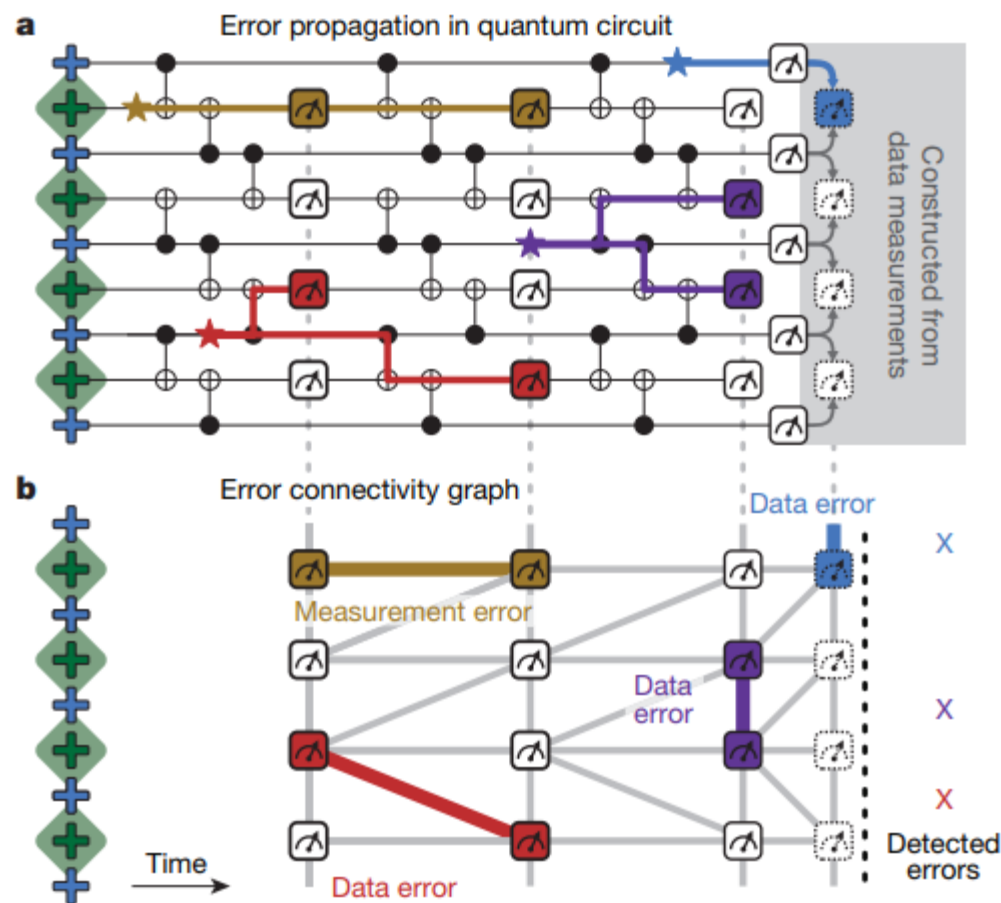 a
Error propagation in quantum circuit
Constructed from
data measurements
b
Error connectivity graph
Data error
X
Measurement error
Data
error
X
X
Detected
errors
Time
Data error